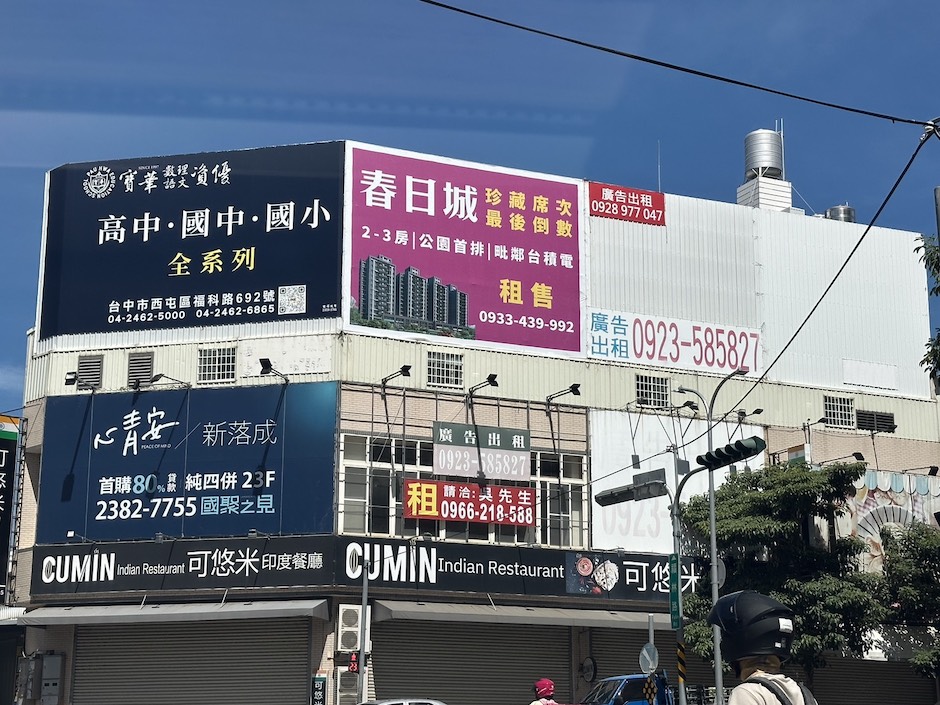 SINCE 1997
寶華 數理語文 資優
高中·國中·國小
全系列
台中市西屯區福科路692號
04-2462-5000 04-2462-6865
春日城
珍藏席次
最後倒數
2-3房|公園首排|毗鄰台積電
租售
0933-439-992
廣告出租
0928 977 047
廣告
出租 0923-585827
心青安
PEACE OF MIND
新落成
首購80%貸款 純四併 23F
2382-7755 國聚之見
廣告出租
0923-585827
租 請洽:吳先生
0966-218-588
0923
CUMIN Indian Restaurant 可悠米印度餐廳
CUMIN Indian Restaurant 可悠米
可悠米
23